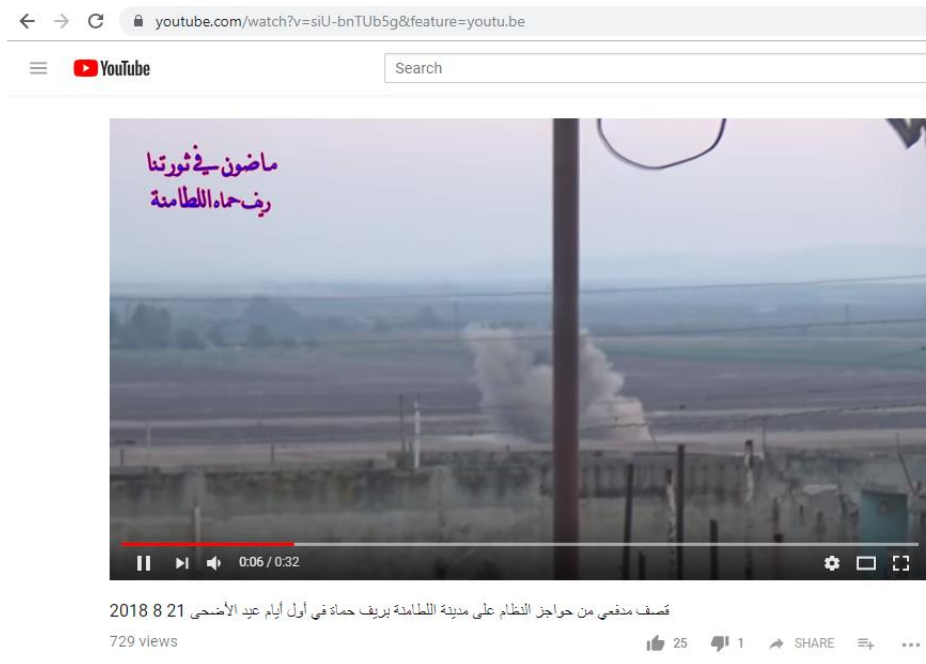 youtube.com/watch?v=siU-bnTUb5g&feature=youtu.be
YouTube
Search
ماضون في ثورتنا
ريف حماه اللطامنة
0:06 / 0:32
قصف مدفعي من حواجز النظام على مدينة اللطامنة بريف حماة في أول أيام عيد الأضحى 21 8 2018
729 views
25
1
SHARE